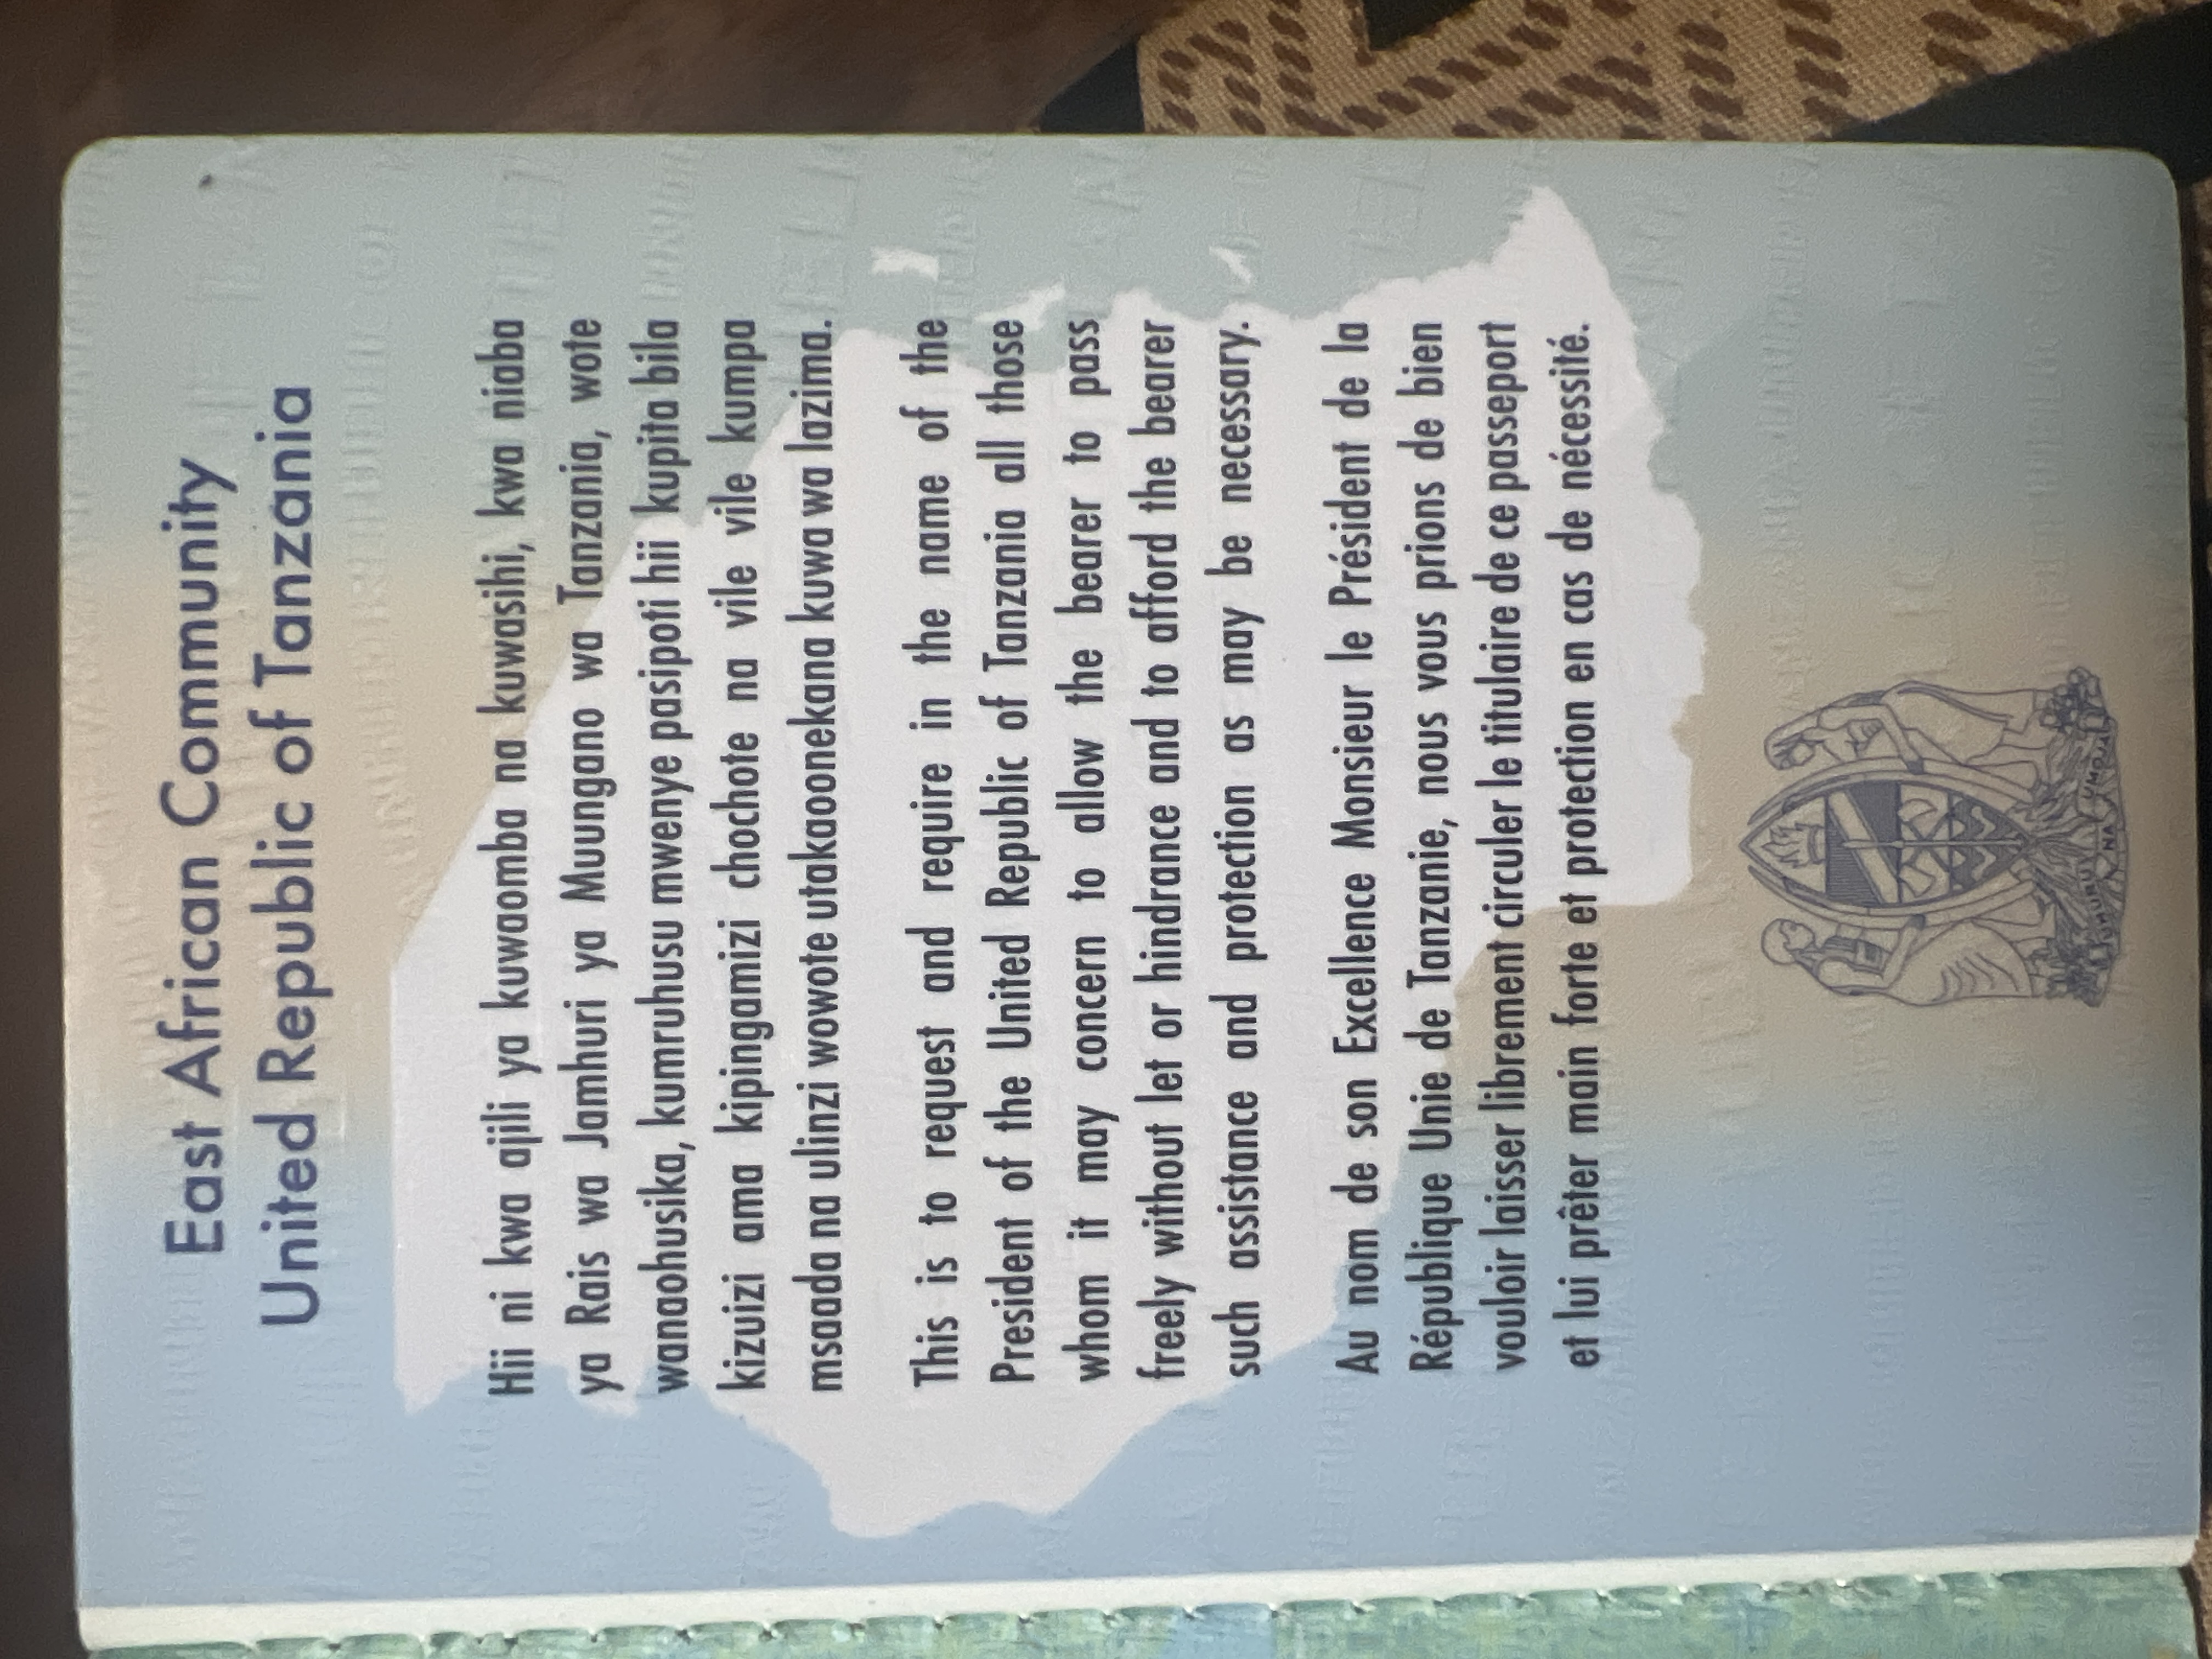 East African Community
United Republic of Tanzania
Hii ni kwa ajili ya kuwaomba na kuwasihi, kwa niaba
ya Rais wa Jamhuri ya Muungano wa Tanzania, wote
wanaohusika, kumruhusu mwenye pasipoti hii kupita bila
kizuizi ama kipingamizi chochote na vile vile kumpa
msaada na ulinzi wowote utakaoonekana kuwa wa lazima.
This is to request and require in the name of the
President of the United Republic of Tanzania all those
whom it may concern to allow the bearer to pass
freely without let or hindrance and to afford the bearer
such assistance and protection as may be necessary.
Au nom de son Excellence Monsieur le Président de la
République Unie de Tanzanie, nous vous prions de bien
vouloir laisser librement circuler le titulaire de ce passeport
et lui prêter main forte et protection en cas de nécessité.
UHURU NA UMOJA